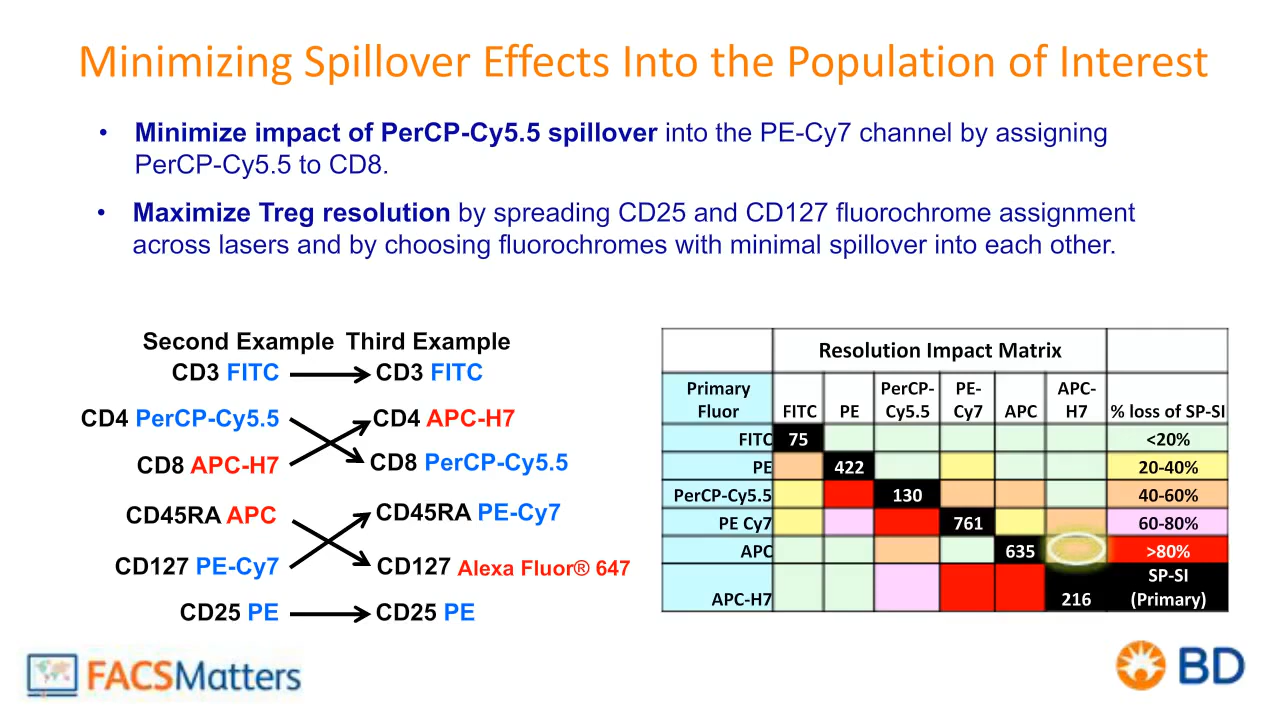 Minimizing Spillover Effects Into the Population of Interest
• Minimize impact of PerCP-Cy5.5 spillover into the PE-Cy7 channel by assigning
PerCP-Cy5.5 to CD8.
• Maximize Treg resolution by spreading CD25 and CD127 fluorochrome assignment
across lasers and by choosing fluorochromes with minimal spillover into each other.
Second Example Third Example
CD3 FITC CD3 FITC
CD4 PerCP-Cy5.5 CD4 APC-H7
CD8 APC-H7 CD8 PerCP-Cy5.5
CD45RA APC CD45RA PE-Cy7
CD127 PE-Cy7 CD127 Alexa Fluor® 647
CD25 PE CD25 PE
Resolution Impact Matrix
Primary PerCP- PE- APC-
Fluor FITC PE Cy5.5 Cy7 APC H7 % loss of SP-SI
FITC 75 <20%
PE 422 20-40%
PerCP-Cy5.5 130 40-60%
PE Cy7 761 60-80%
APC 635 >80%
SP-SI
APC-H7 216 (Primary)
FACSMatters
BD